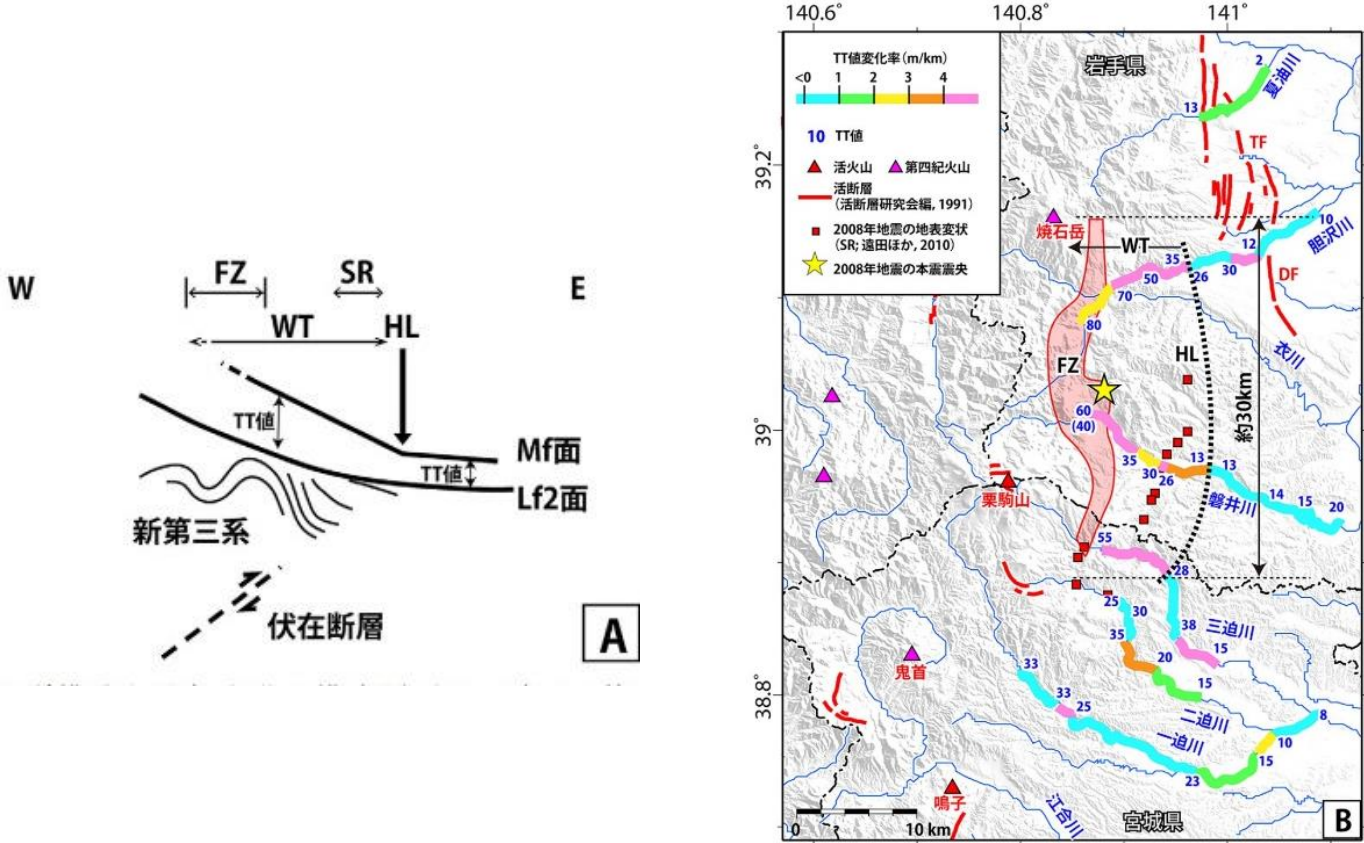 W
FZ
SR
E
WT
HL
TT値
Mf面
TT値
Lf2面
新第三系
伏在断層
A
140.6°
140.8°
141°
39.2°
39°
38.8°
TT値変化率(m/km)
<0 1 2 3 4
10 TT値
活火山 第四紀火山
活断層
(活断層研究会編, 1991)
2008年地震の地表変状
(SR; 遠田ほか, 2010)
2008年地震の本震震央
岩手県
2
夏油川
13
TF
焼石岳
10
胆沢川
WT
12
35
30
50
26
70
DF
80
衣川
HL
FZ
約30km
60
(40)
35
13
13
30
26
14
15
20
磐井川
栗駒山
55
28
25
30
38
三迫川
35
15
20
鬼首
33
15
33
二迫川
25
8
一迫川
10
15
23
鳴子
江合川
宮城県
0 10 km
B